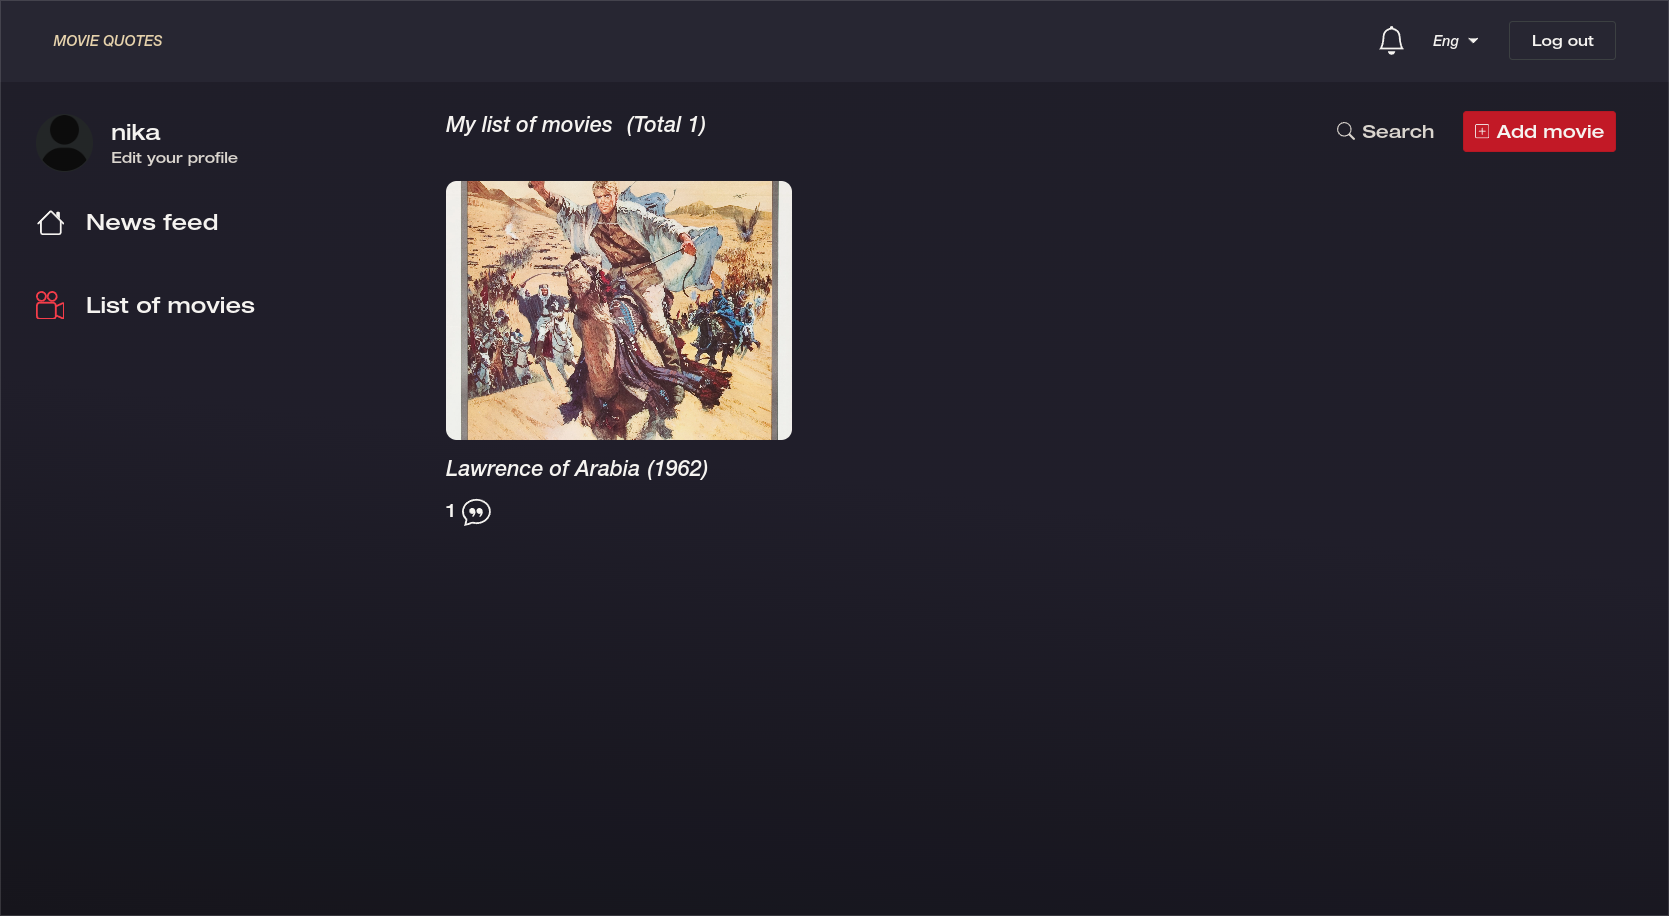 MOVIE QUOTES
Eng
Log out
nika
Edit your profile
News feed
List of movies
My list of movies (Total 1)
Search
Add movie
Lawrence of Arabia (1962)
1